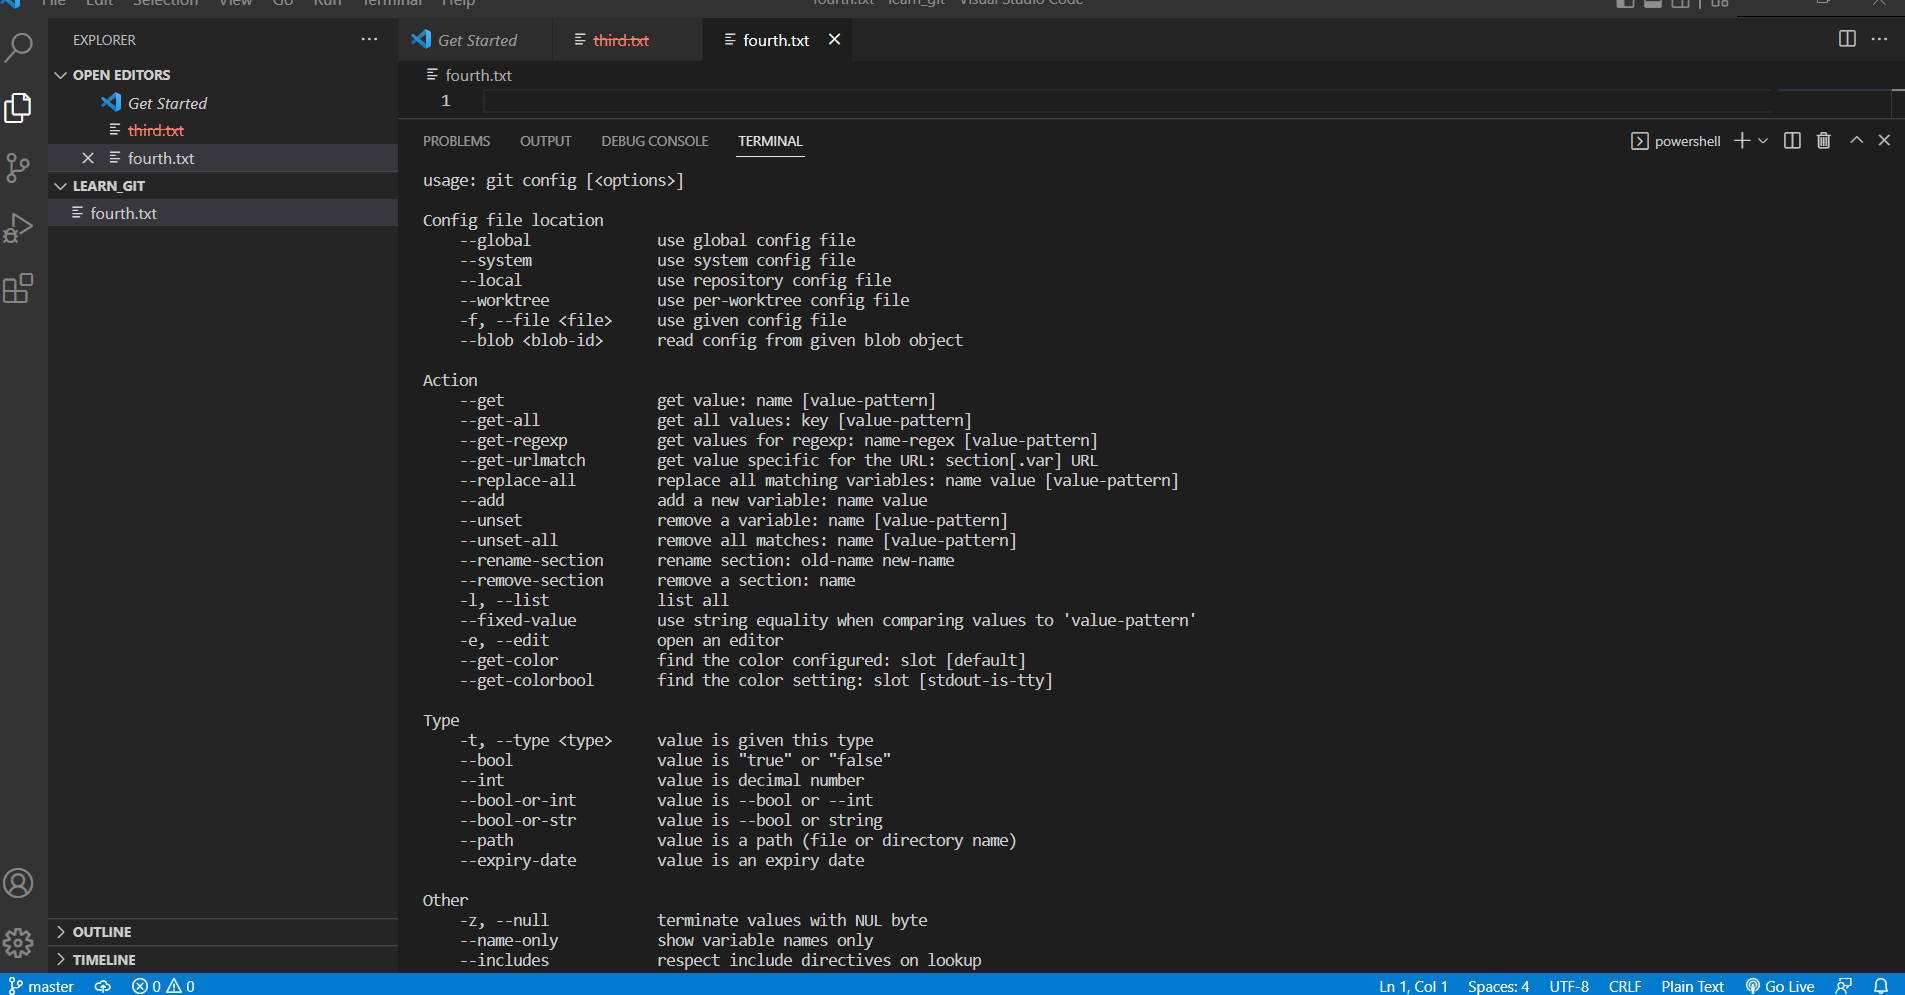 File Edit Selection View Go Run Terminal Help fourth.txt - learn_git - Visual Studio Code
EXPLORER
OPEN EDITORS
Get Started
third.txt
fourth.txt
LEARN_GIT
fourth.txt
OUTLINE
TIMELINE
Get Started third.txt fourth.txt
fourth.txt
1
PROBLEMS OUTPUT DEBUG CONSOLE TERMINAL powershell
usage: git config [<options>]
Config file location
--global use global config file
--system use system config file
--local use repository config file
--worktree use per-worktree config file
-f, --file <file> use given config file
--blob <blob-id> read config from given blob object
Action
--get get value: name [value-pattern]
--get-all get all values: key [value-pattern]
--get-regexp get values for regexp: name-regex [value-pattern]
--get-urlmatch get value specific for the URL: section[.var] URL
--replace-all replace all matching variables: name value [value-pattern]
--add add a new variable: name value
--unset remove a variable: name [value-pattern]
--unset-all remove all matches: name [value-pattern]
--rename-section rename section: old-name new-name
--remove-section remove a section: name
-l, --list list all
--fixed-value use string equality when comparing values to 'value-pattern'
-e, --edit open an editor
--get-color find the color configured: slot [default]
--get-colorbool find the color setting: slot [stdout-is-tty]
Type
-t, --type <type> value is given this type
--bool value is "true" or "false"
--int value is decimal number
--bool-or-int value is --bool or --int
--bool-or-str value is --bool or string
--path value is a path (file or directory name)
--expiry-date value is an expiry date
Other
-z, --null terminate values with NUL byte
--name-only show variable names only
--includes respect include directives on lookup
master 0 0 Ln 1, Col 1 Spaces: 4 UTF-8 CRLF Plain Text Go Live